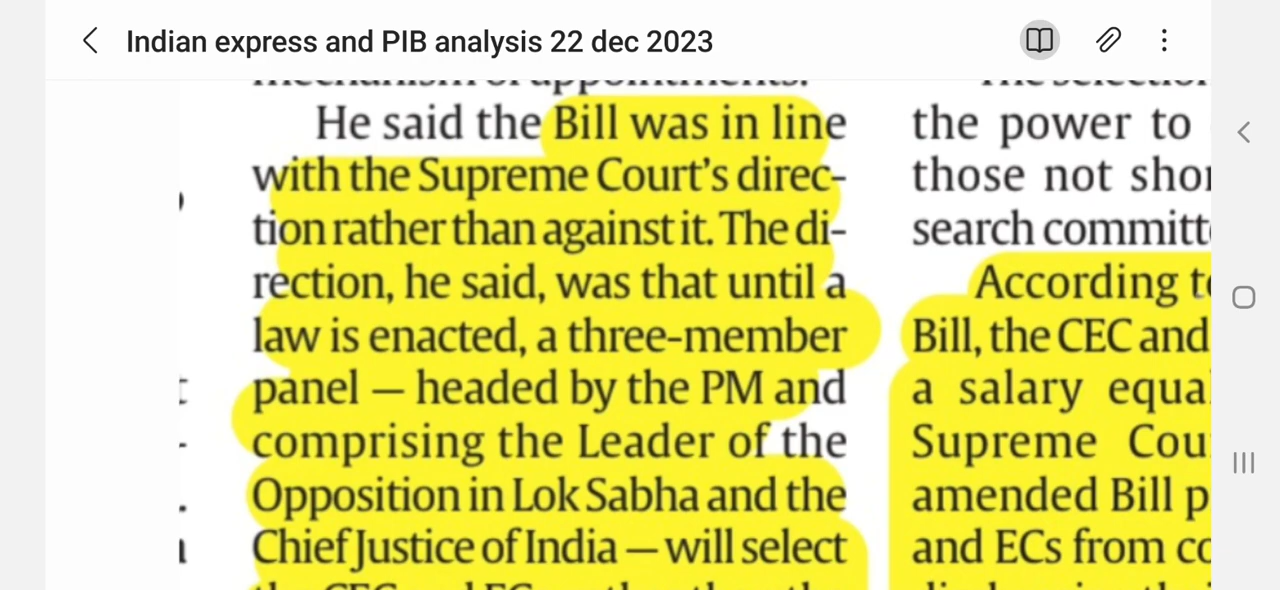 Indian express and PIB analysis 22 dec 2023
mechanism of appointments.
He said the Bill was in line
with the Supreme Court's direc-
tion rather than against it. The di-
rection, he said, was that until a
law is enacted, a three-member
panel — headed by the PM and
comprising the Leader of the
Opposition in Lok Sabha and the
Chief Justice of India — will select
the power to
those not
search
According
Bill, the CEC and
a salary
Supreme
amended Bill
and ECs from